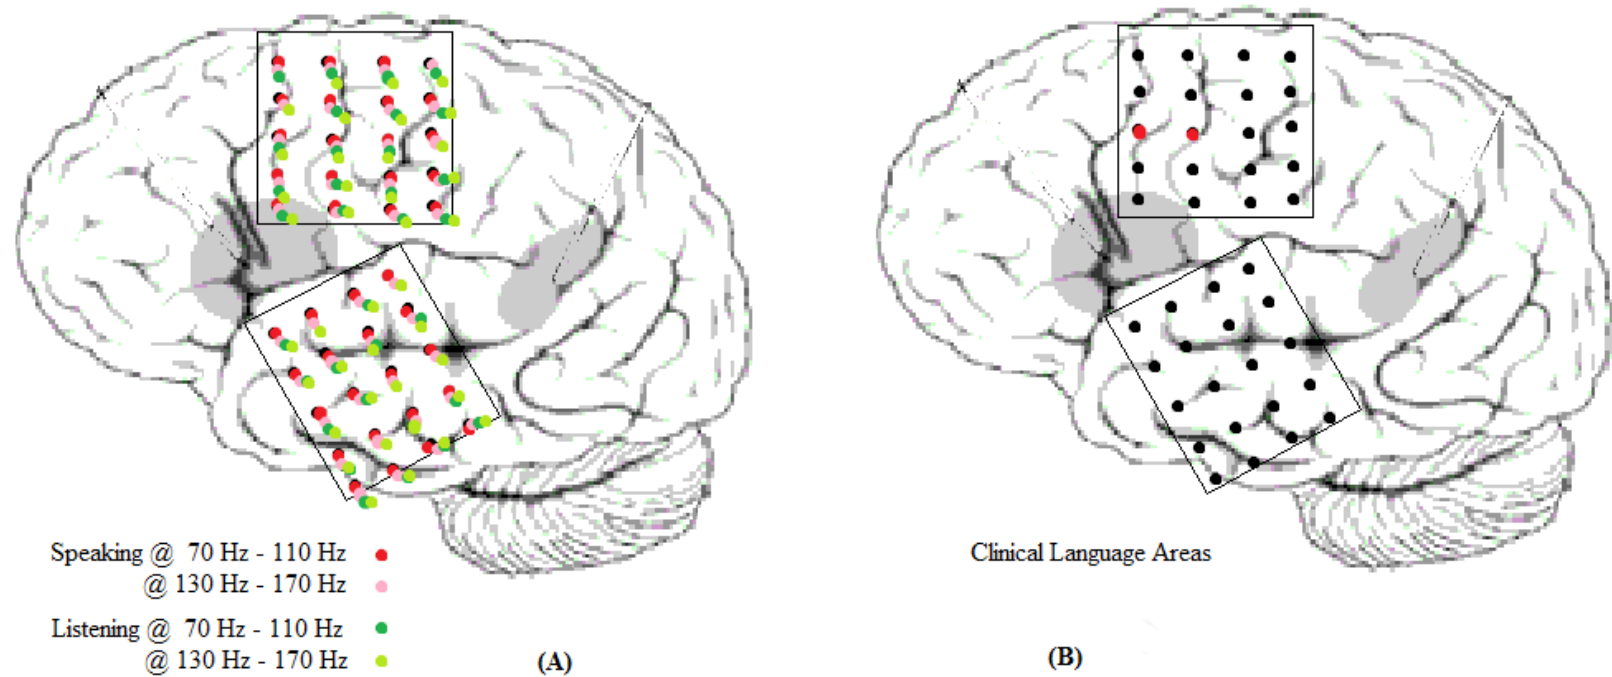 Speaking @ 70 Hz - 110 Hz
@ 130 Hz - 170 Hz
Listening @ 70 Hz - 110 Hz
@ 130 Hz - 170 Hz
(A)
Clinical Language Areas
(B)